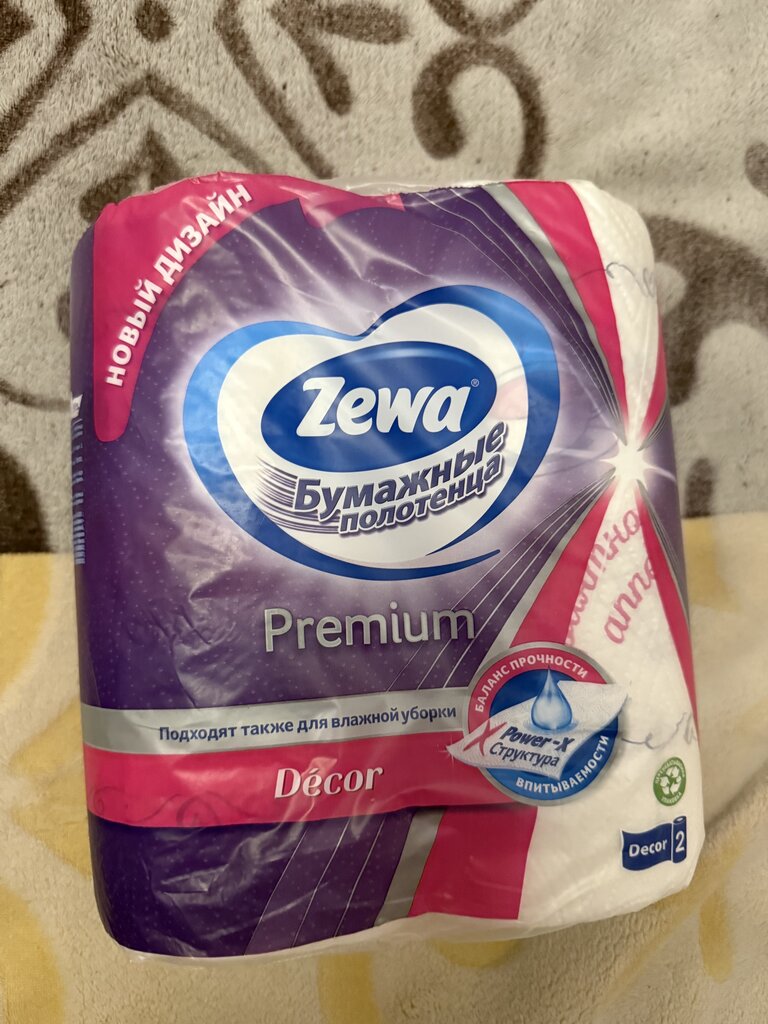 НОВЫЙ ДИЗАЙН
Zewa®
Бумажные
полотенца
Premium
Подходят также для влажной уборки
Décor
БАЛАНС ПРОЧНОСТИ
Power-X
Структура
ВПИТЫВАЕМОСТИ
Decor 2